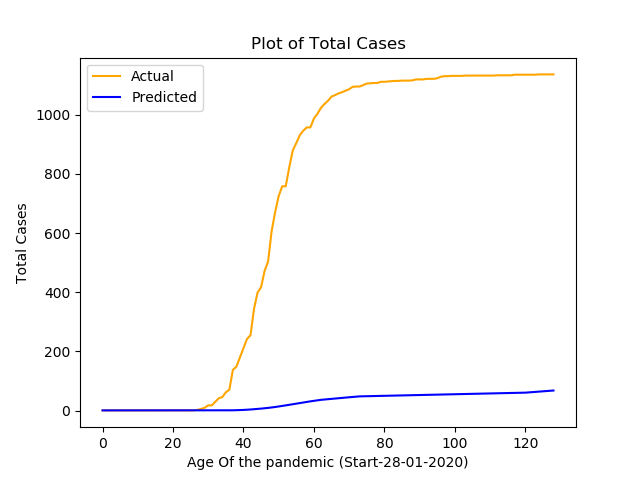 Plot of Total Cases
Actual
Predicted
Total Cases
1000
800
600
400
200
0
0 20 40 60 80 100 120
Age Of the pandemic (Start-28-01-2020)